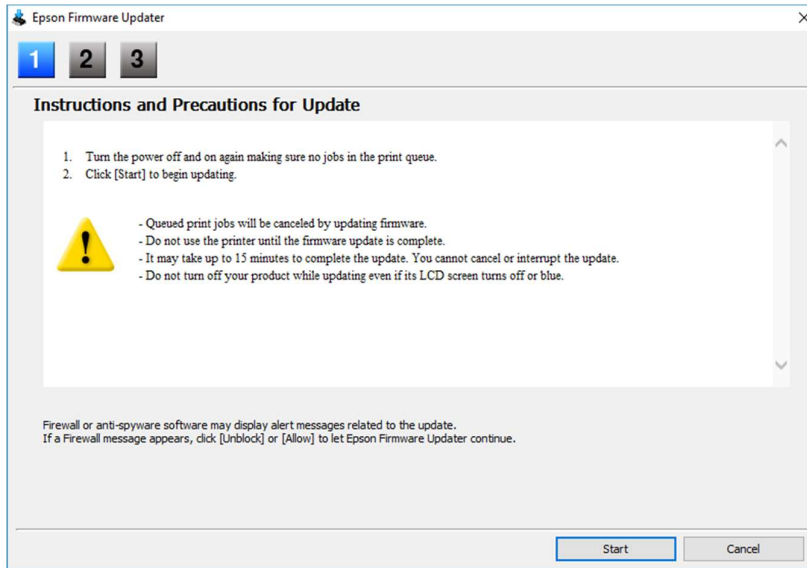 Epson Firmware Updater
1 2 3
Instructions and Precautions for Update
1. Turn the power off and on again making sure no jobs in the print queue.
2. Click [Start] to begin updating.
- Queued print jobs will be canceled by updating firmware.
- Do not use the printer until the firmware update is complete.
- It may take up to 15 minutes to complete the update. You cannot cancel or interrupt the update.
- Do not turn off your product while updating even if its LCD screen turns off or blue.
Firewall or anti-spyware software may display alert messages related to the update.
If a Firewall message appears, click [Unblock] or [Allow] to let Epson Firmware Updater continue.
Start Cancel